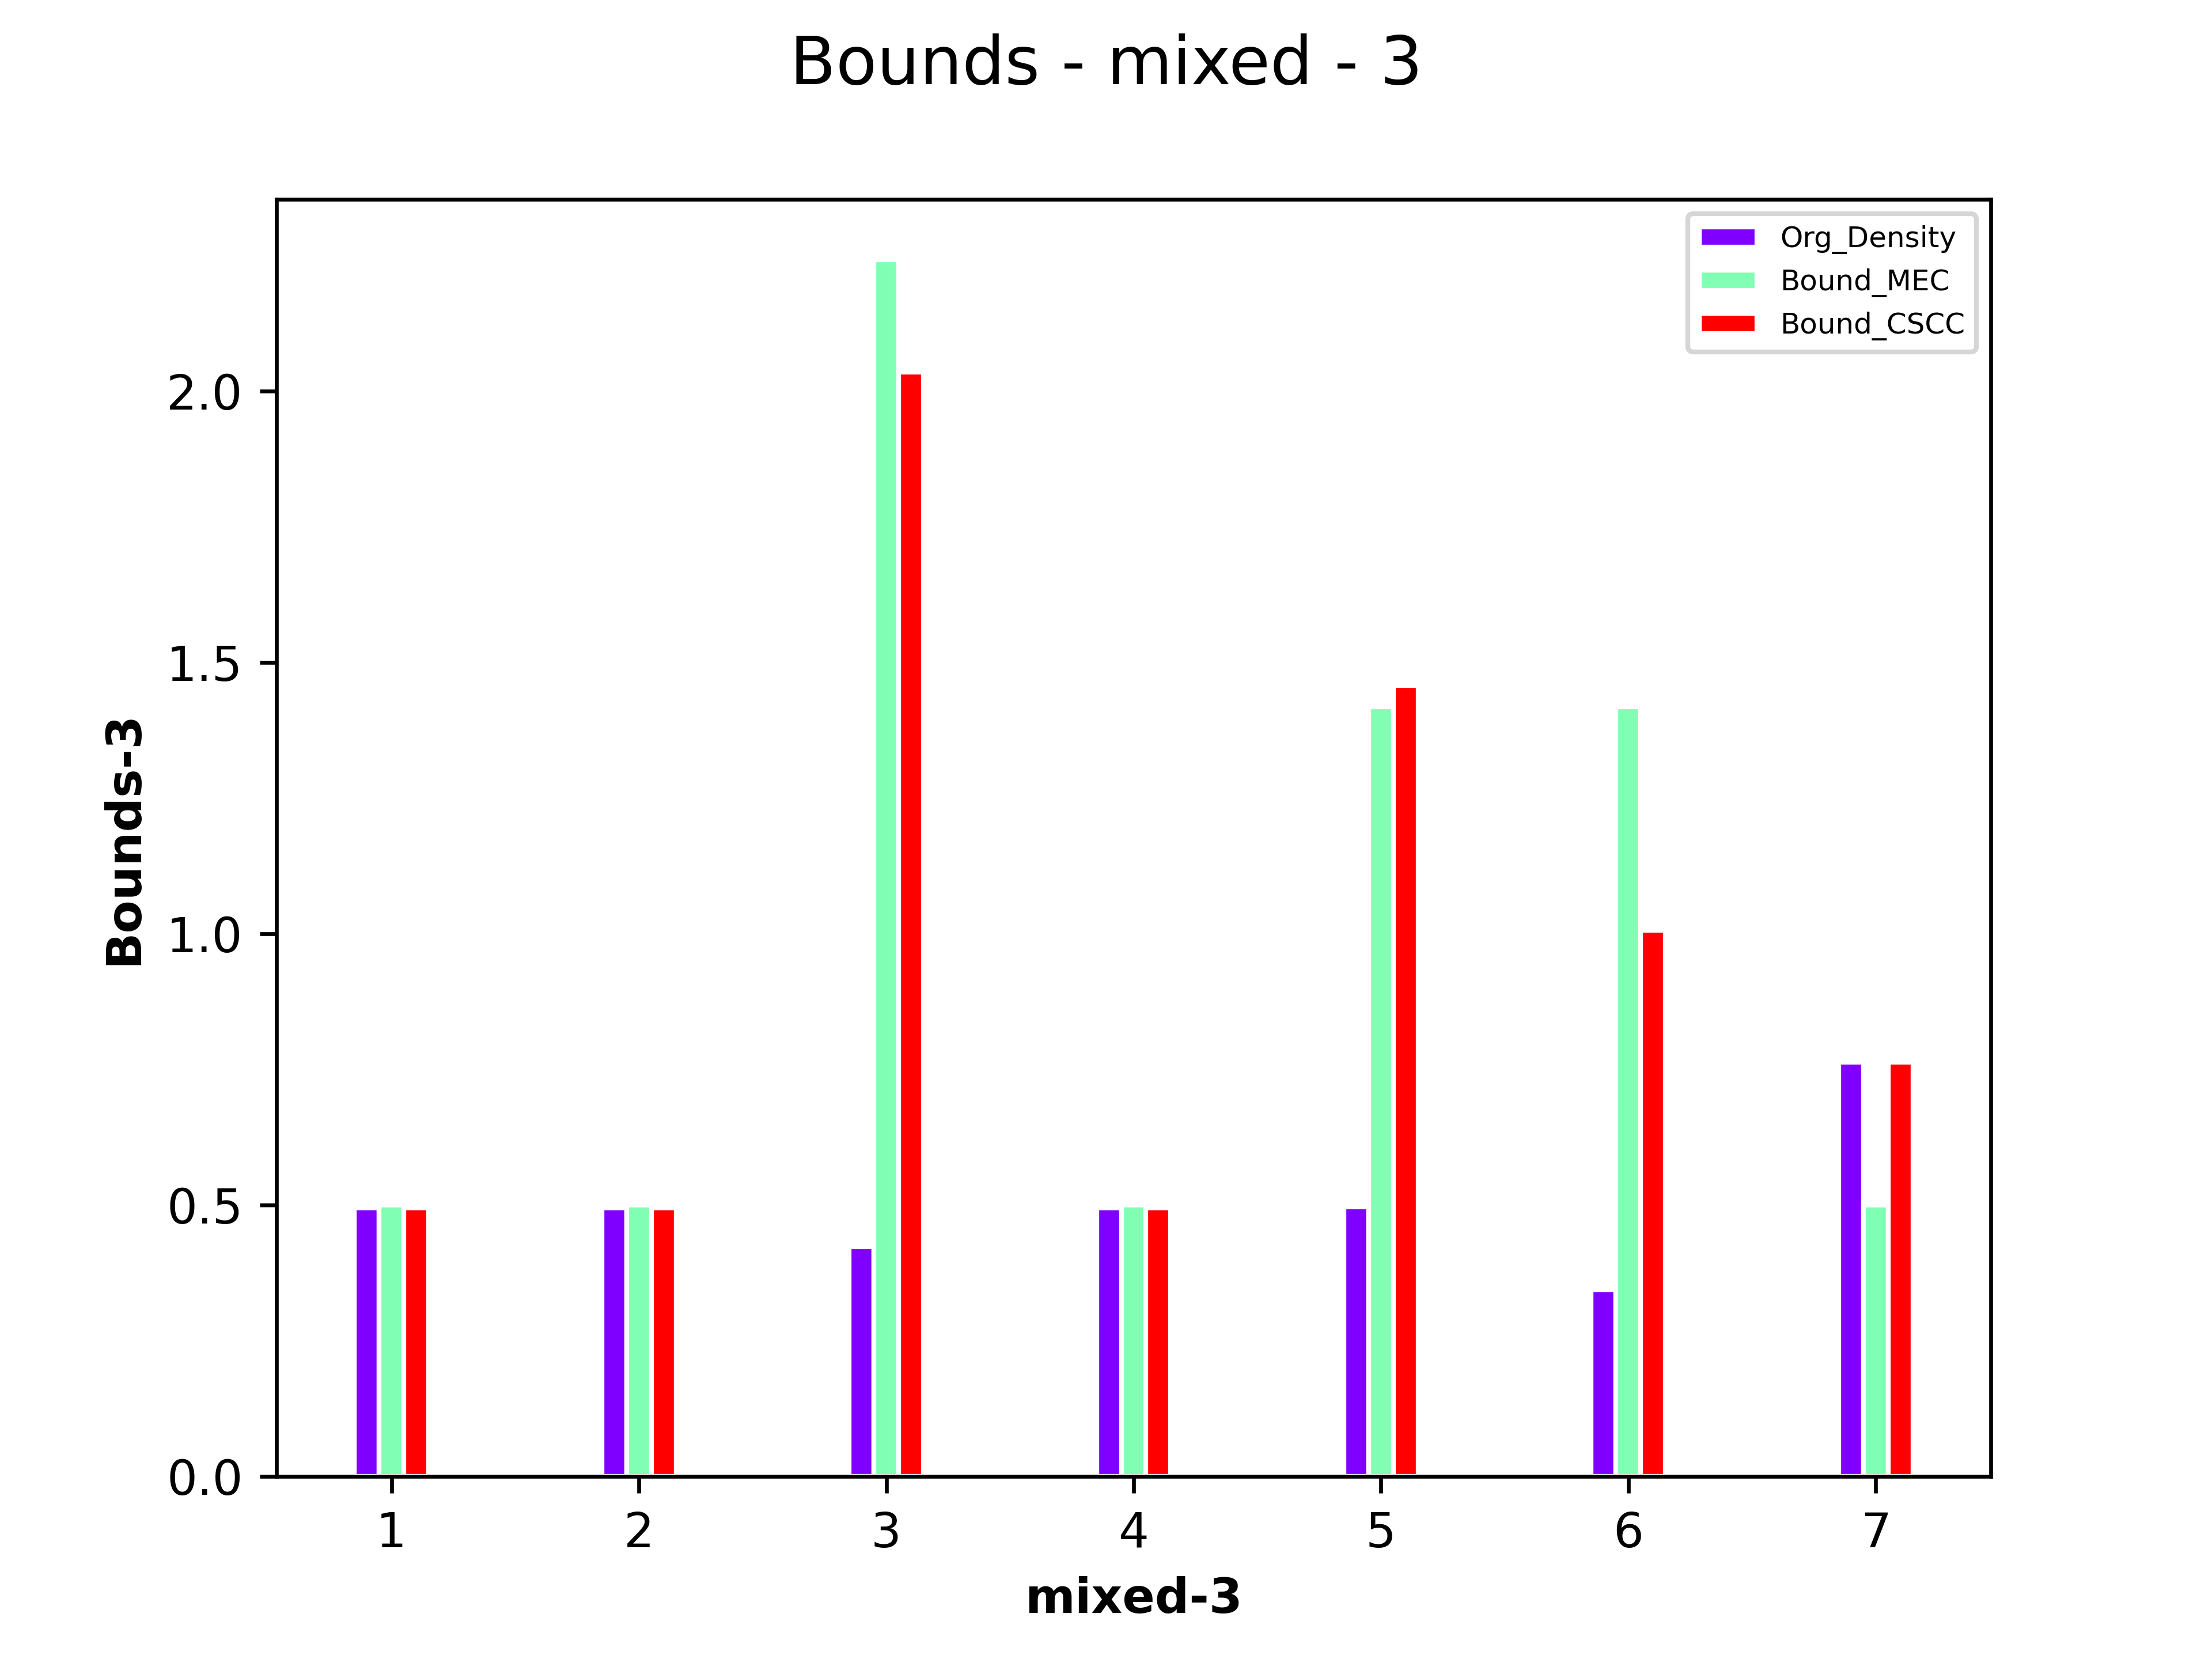 Bounds - mixed - 3
Org_Density
Bound_MEC
Bound_CSCC
2.0
1.5
1.0
0.5
0.0
Bounds-3
1 2 3 4 5 6 7
mixed-3